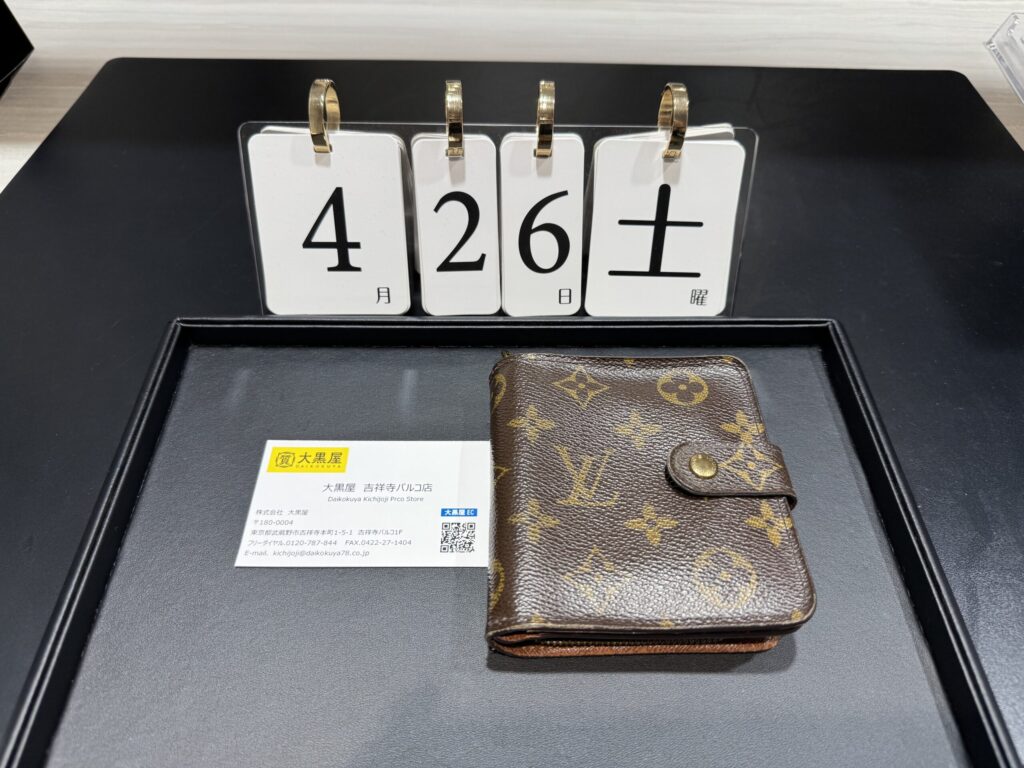 4
月
2
6
日
土
曜
質
大黒屋
DAIKOKUYA
大黒屋 吉祥寺パルコ店
Daikokuya Kichijoji Prco Store
株式会社 大黒屋
〒180-0004
東京都武蔵野市吉祥寺本町1-5-1 吉祥寺パルコ1F
フリーダイヤル.0120-787-844 FAX.0422-27-1404
E-mail. kichijoji@daikokuya78.co.jp
大黒屋 EC
LV